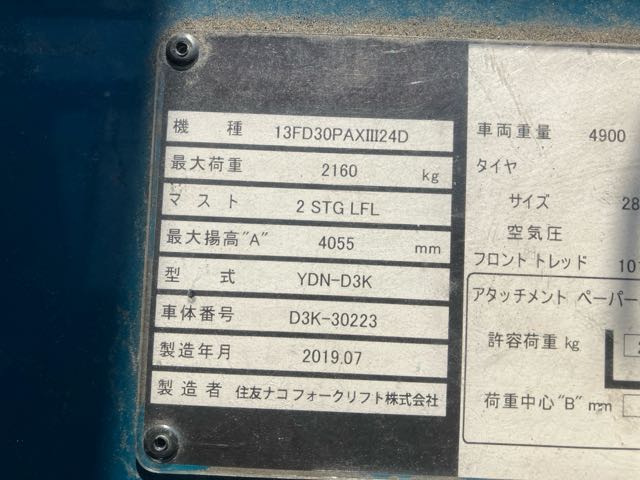 機 種 13FD30PAXIII24D
最大荷重 2160 kg
マスト 2 STG LFL
最大揚高"A" 4055 mm
型 式 YDN-D3K
車体番号 D3K-30223
製造年月 2019.07
製造者 住友ナコフォークリフト株式会社
車両重量 4900
タイヤ
サイズ 28
空気圧
フロント トレッド 101
アタッチメント ペーパー
許容荷重 kg
荷重中心"B" mm